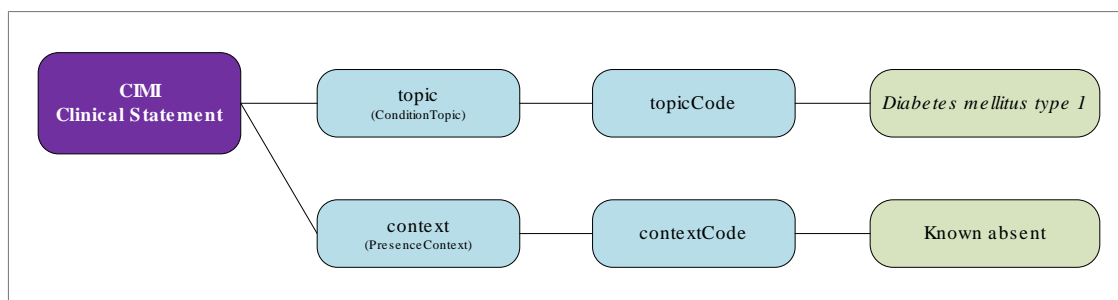 CIMI
Clinical Statement
topic
(ConditionTopic)
topicCode
Diabetes mellitus type 1
context
(PresenceContext)
contextCode
Known absent